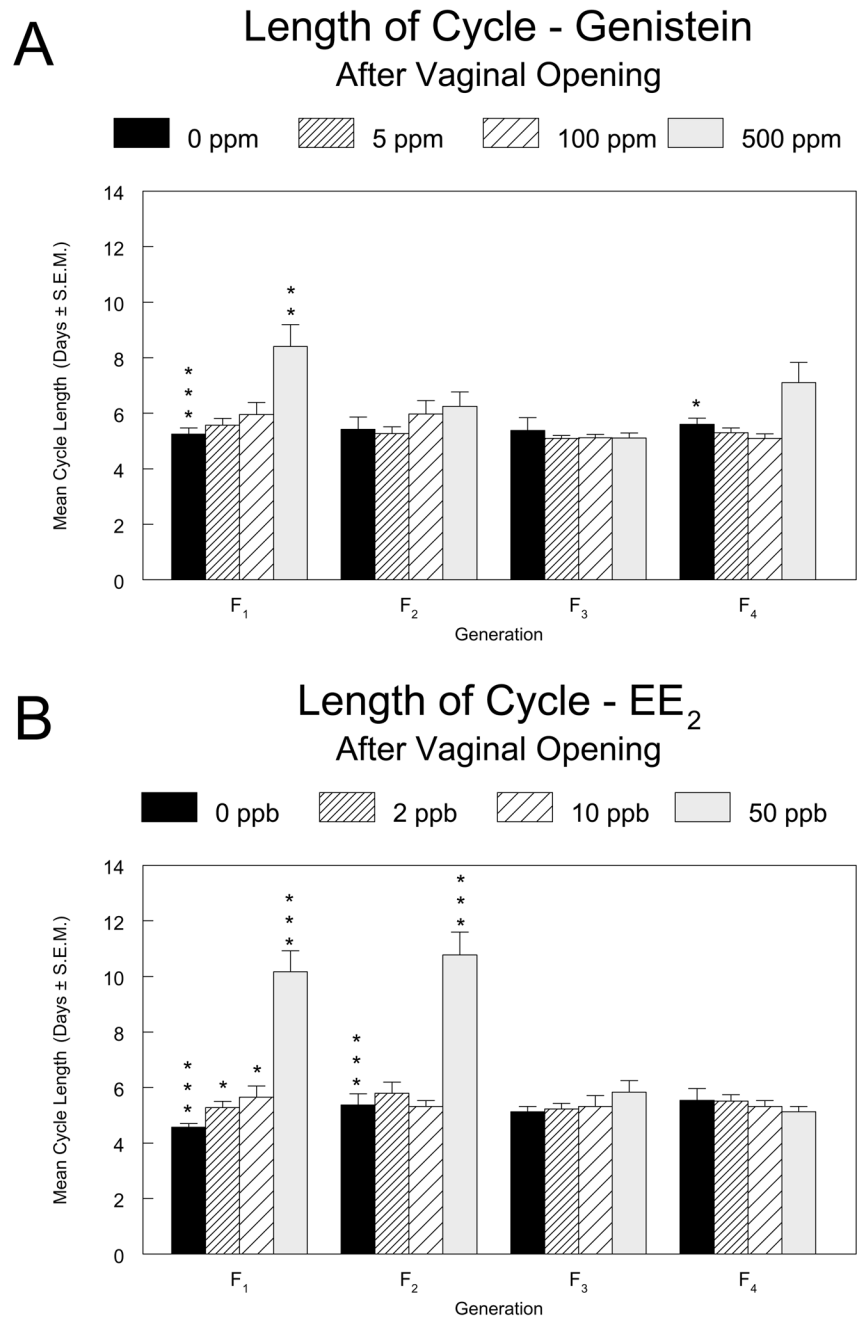 A
Length of Cycle - Genistein
After Vaginal Opening
0 ppm 5 ppm 100 ppm 500 ppm
Mean Cycle Length (Days ± S.E.M.)
14
12
10
8
6
4
2
0
* * * * * *
F1 F2 F3 F4
Generation
B
Length of Cycle - EE2
After Vaginal Opening
0 ppb 2 ppb 10 ppb 50 ppb
Mean Cycle Length (Days ± S.E.M.)
14
12
10
8
6
4
2
0
* * * * * * * * * * * * * *
F1 F2 F3 F4
Generation